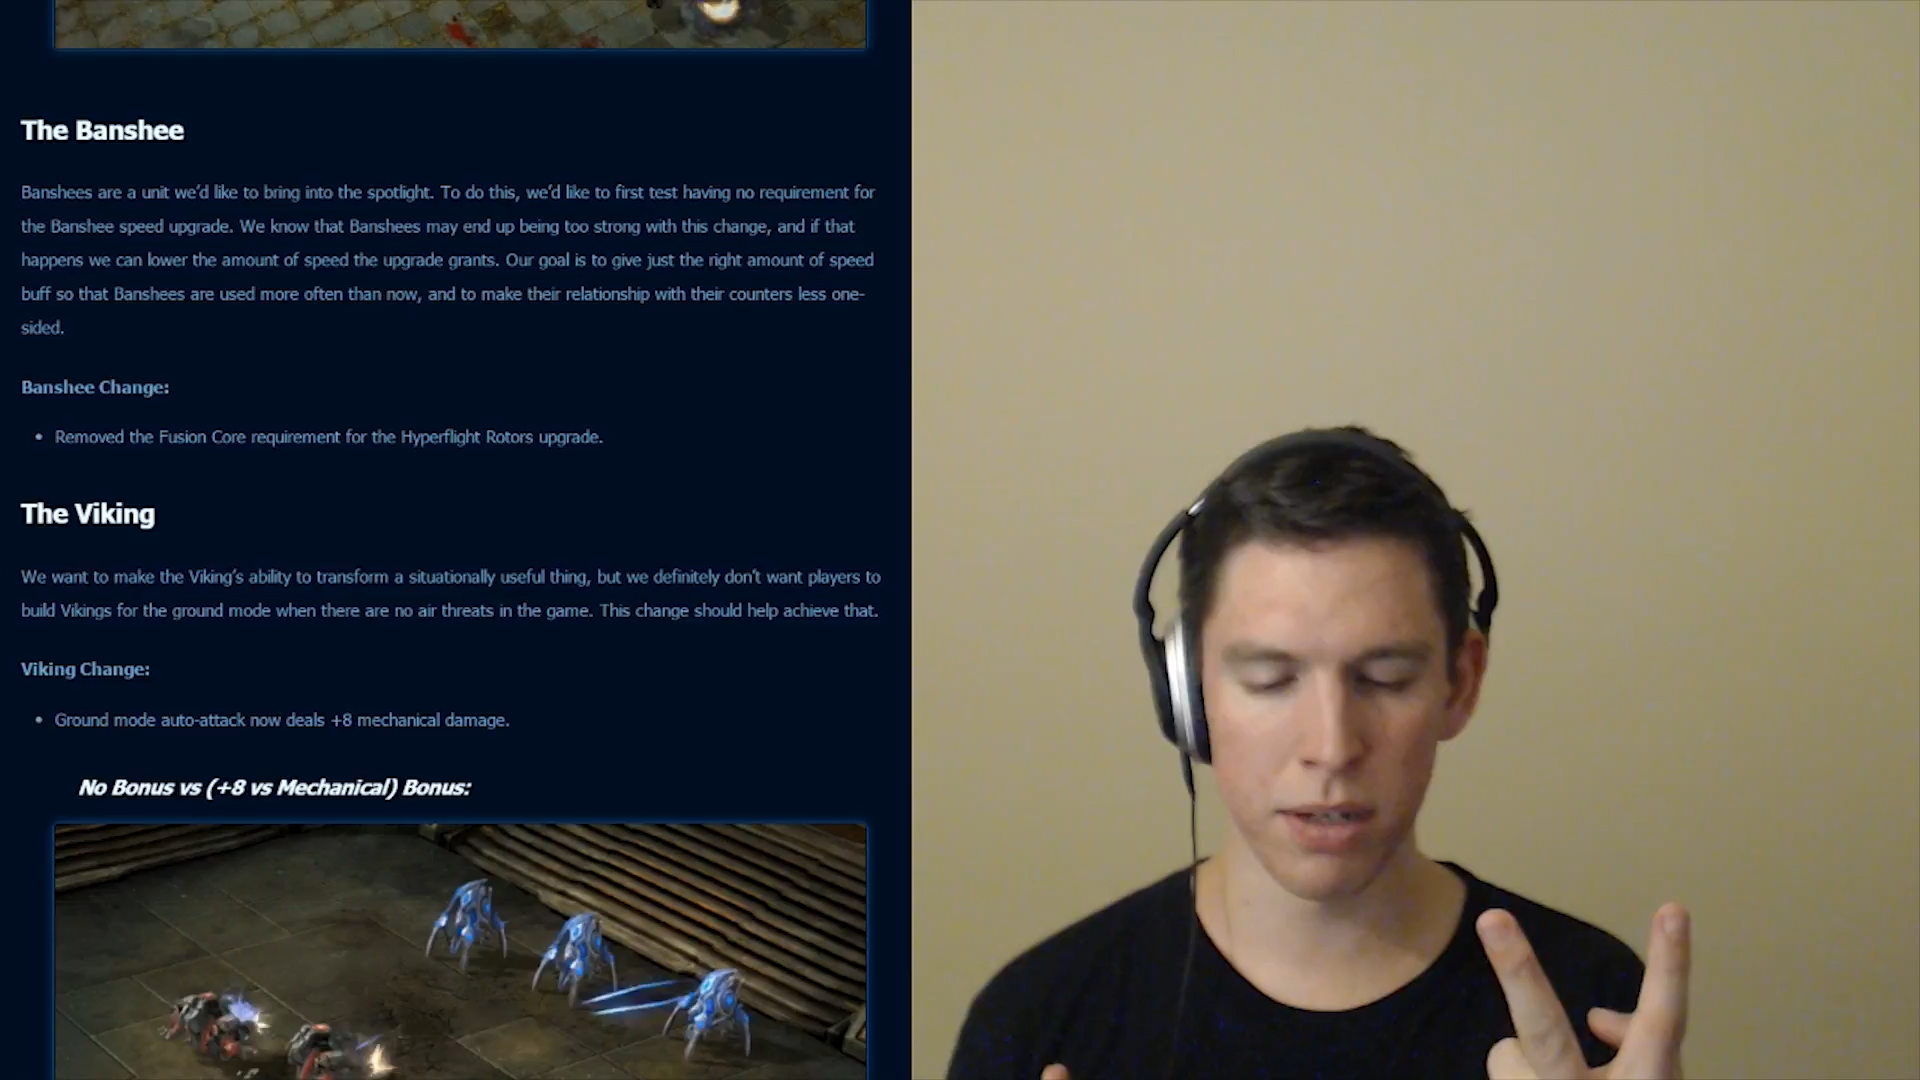 The Banshee
Banshees are a unit we'd like to bring into the spotlight. To do this, we'd like to first test having no requirement for
the Banshee speed upgrade. We know that Banshees may end up being too strong with this change, and if that
happens we can lower the amount of speed the upgrade grants. Our goal is to give just the right amount of speed
buff so that Banshees are used more often than now, and to make their relationship with their counters less one-
sided.
Banshee Change:
• Removed the Fusion Core requirement for the Hyperflight Rotors upgrade.
The Viking
We want to make the Viking's ability to transform a situationally useful thing, but we definitely don't want players to
build Vikings for the ground mode when there are no air threats in the game. This change should help achieve that.
Viking Change:
• Ground mode auto-attack now deals +8 mechanical damage.
No Bonus vs (+8 vs Mechanical) Bonus: